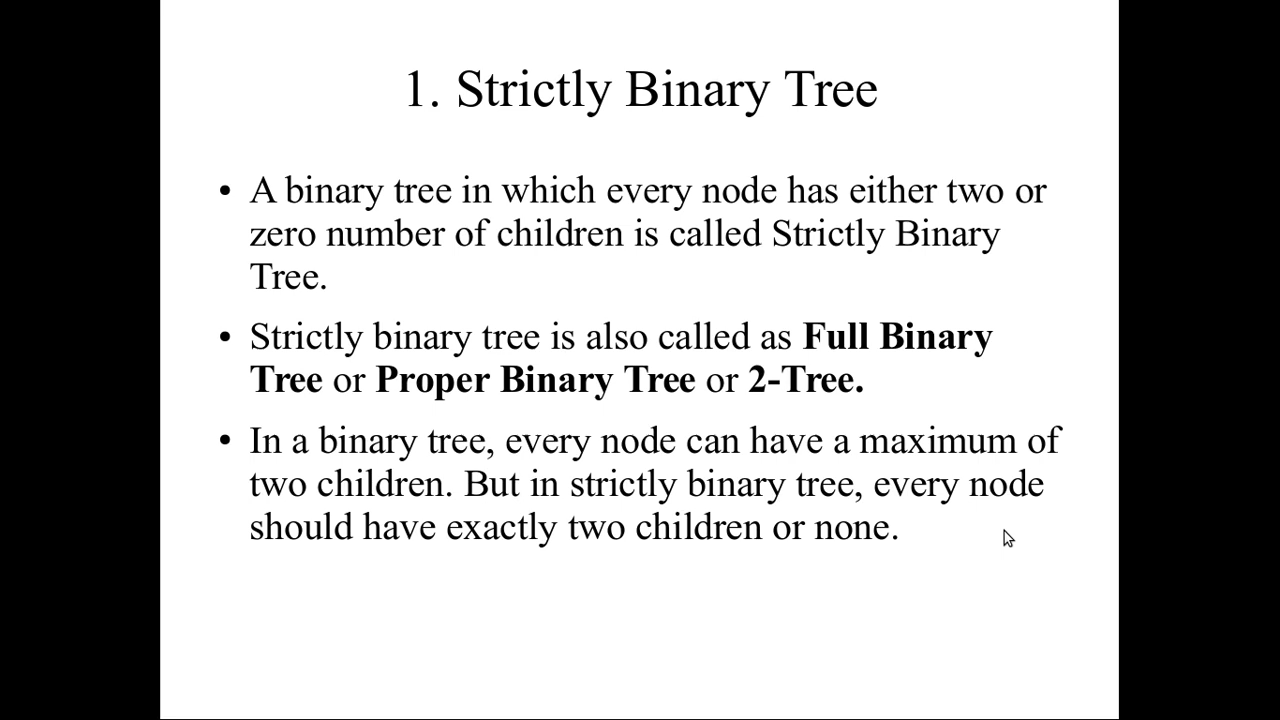 1. Strictly Binary Tree
• A binary tree in which every node has either two or
zero number of children is called Strictly Binary
Tree.
• Strictly binary tree is also called as Full Binary
Tree or Proper Binary Tree or 2-Tree.
• In a binary tree, every node can have a maximum of
two children. But in strictly binary tree, every node
should have exactly two children or none.